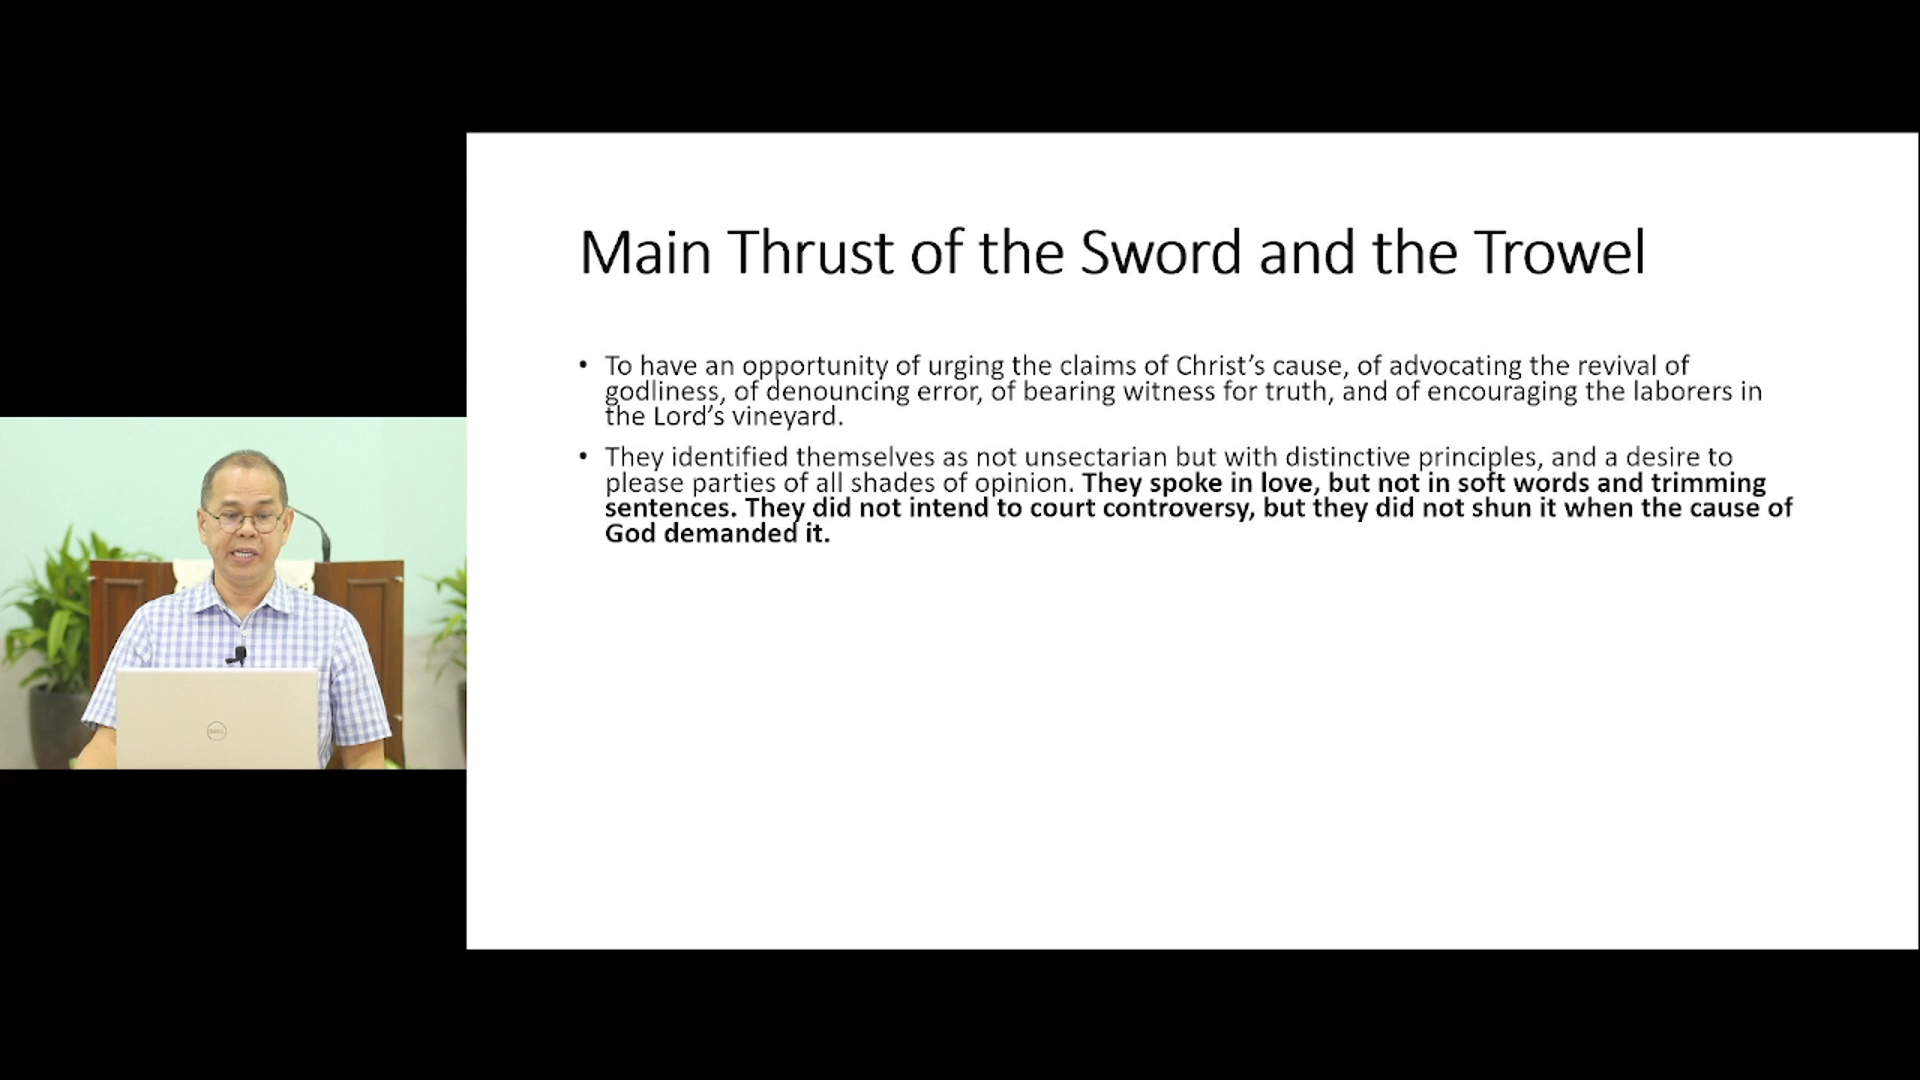 Main Thrust of the Sword and the Trowel
• To have an opportunity of urging the claims of Christ’s cause, of advocating the revival of
godliness, of denouncing error, of bearing witness for truth, and of encouraging the laborers in
the Lord’s vineyard.
• They identified themselves as not unsectarian but with distinctive principles, and a desire to
please parties of all shades of opinion. They spoke in love, but not in soft words and trimming
sentences. They did not intend to court controversy, but they did not shun it when the cause of
God demanded it.
DELL